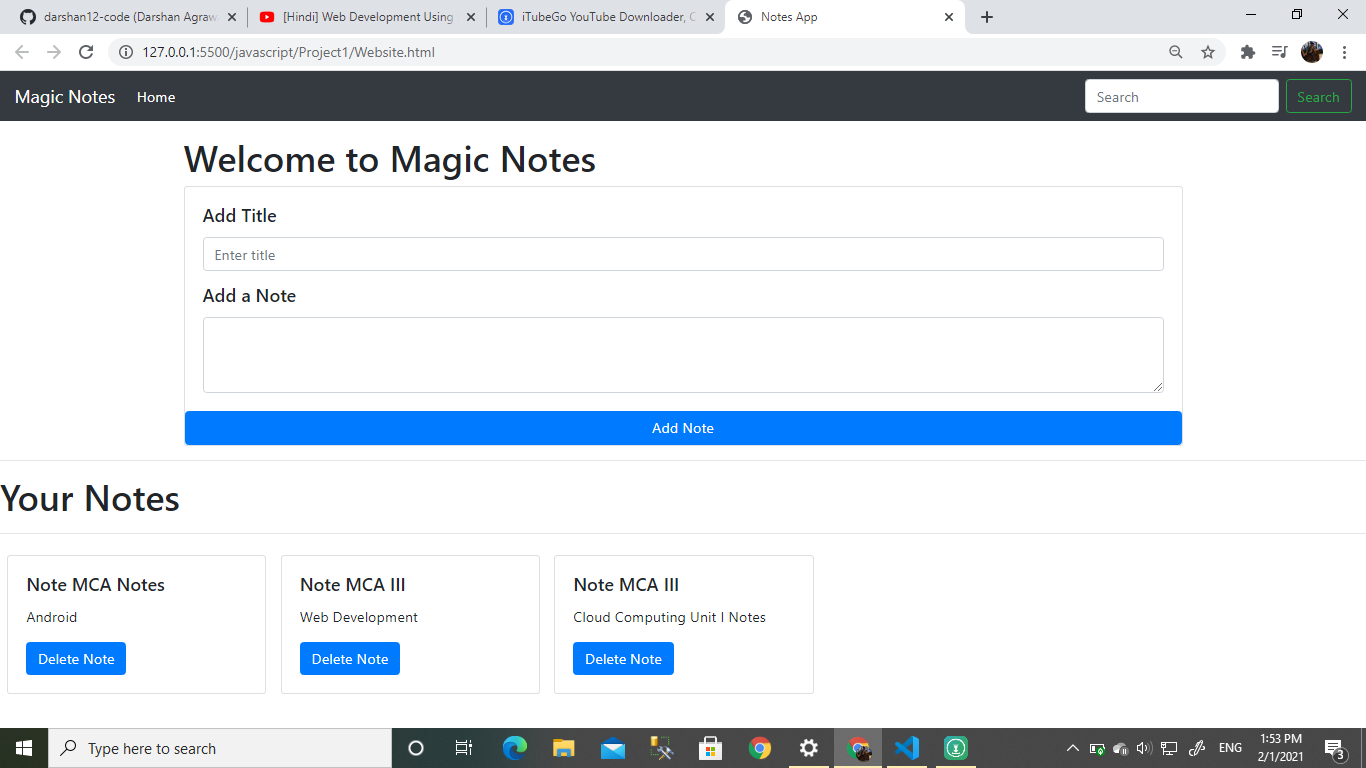 darshan12-code (Darshan Agraw
[Hindi] Web Development Using
iTubeGo YouTube Downloader, C
Notes App
127.0.0.1:5500/javascript/Project1/Website.html
Magic Notes Home Search Search
Welcome to Magic Notes
Add Title
Enter title
Add a Note
Add Note
Your Notes
Note MCA Notes
Android
Delete Note
Note MCA III
Web Development
Delete Note
Note MCA III
Cloud Computing Unit I Notes
Delete Note
Type here to search
ENG
1:53 PM
2/1/2021
3